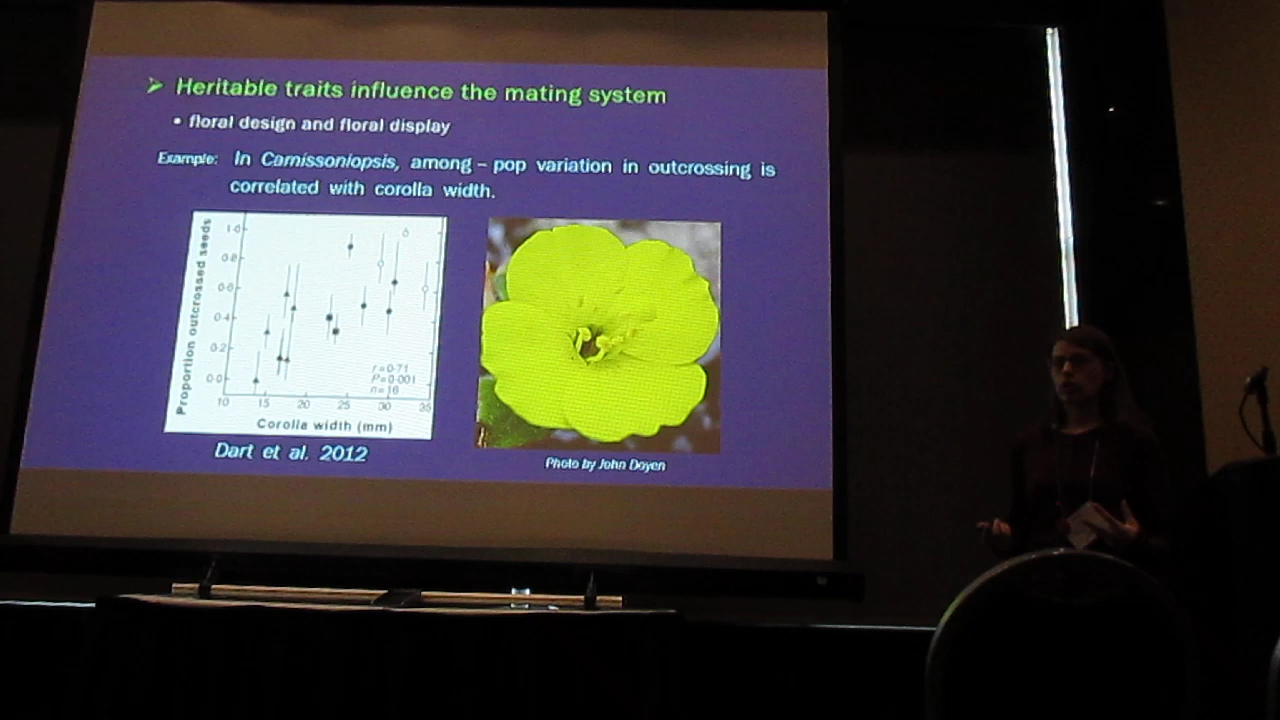 ➢ Heritable traits influence the mating system
• floral design and floral display
Example: In Camissoniopsis, among – pop variation in outcrossing is
correlated with corolla width.
Proportion outcrossed seeds
1·0
0·8
0·6
0·4
0·2
0·0
r=0·71
P=0·001
n=16
10 15 20 25 30 35
Corolla width (mm)
Dart et al. 2012
Photo by John Doyen